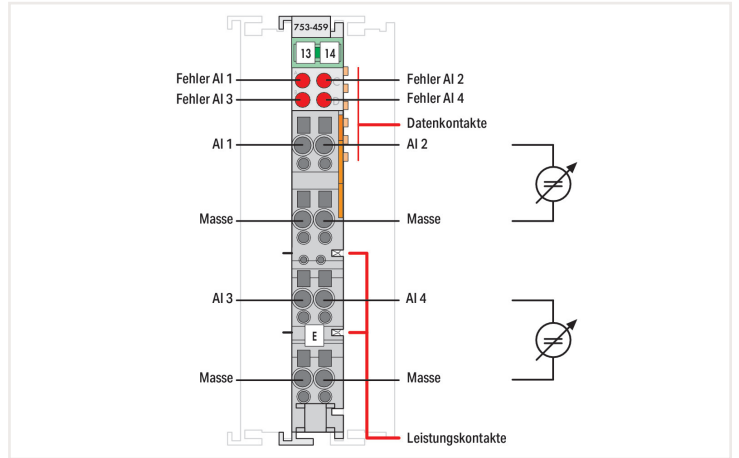 753-459
13 14
Fehler AI 1 Fehler AI 2
Fehler AI 3 Fehler AI 4
Datenkontakte
AI 1 AI 2
Masse Masse
AI 3 AI 4
E
Masse Masse
Leistungskontakte